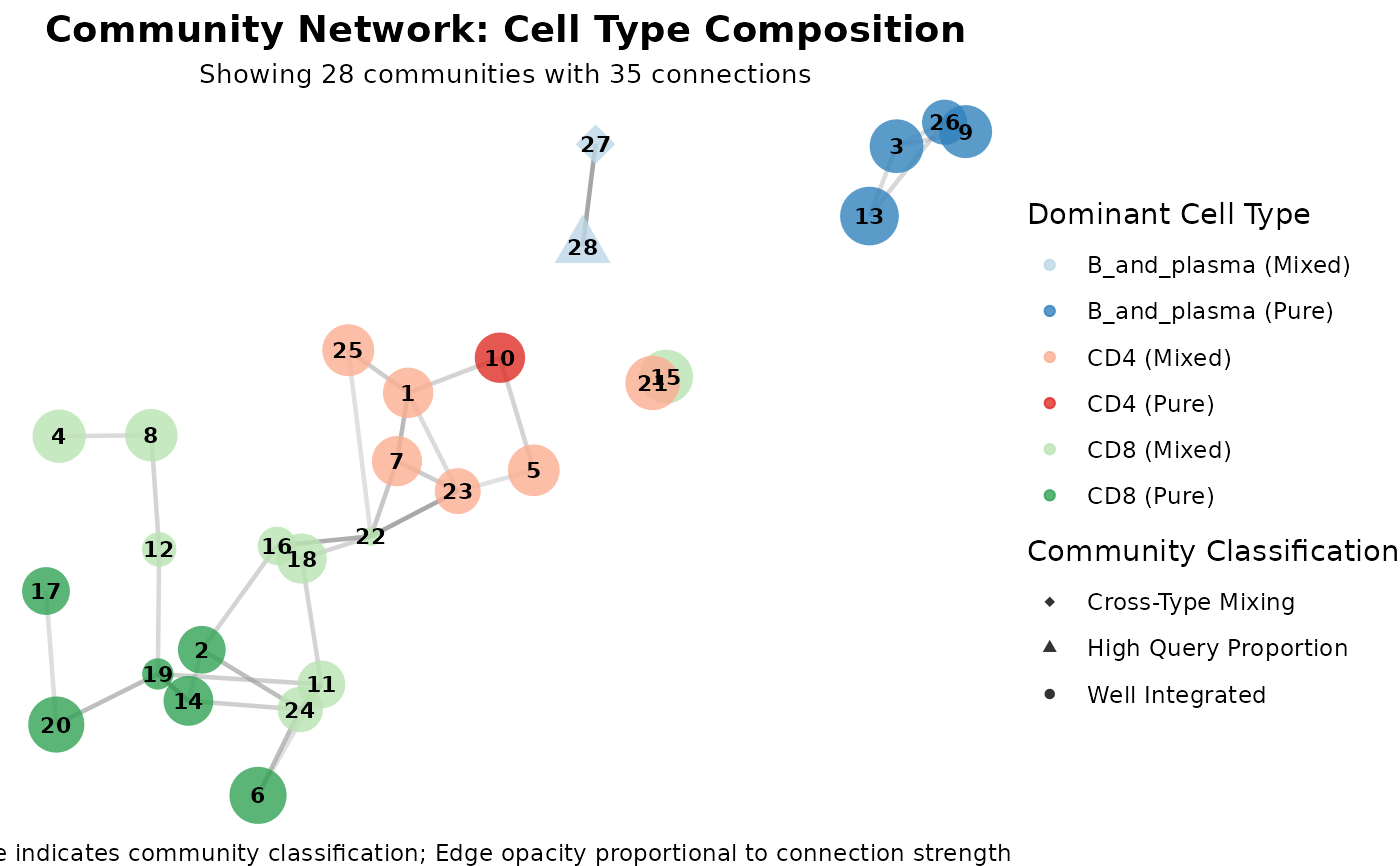 Community Network: Cell Type Composition
Showing 28 communities with 35 connections
27
28
26
9
3
13
25
10
1
21
15
4
8
7
5
23
22
16
18
12
17
2
19
11
14
24
20
6
Dominant Cell Type
B_and_plasma (Mixed)
B_and_plasma (Pure)
CD4 (Mixed)
CD4 (Pure)
CD8 (Mixed)
CD8 (Pure)
Community Classification
Cross-Type Mixing
High Query Proportion
Well Integrated
e indicates community classification; Edge opacity proportional to connection strength